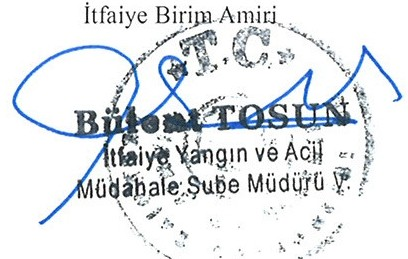 İtfaiye Birim Amiri
T.C.
Bülent TOSUN
İtfaiye Yangın ve Acil
Müdahale Şube Müdürü V.